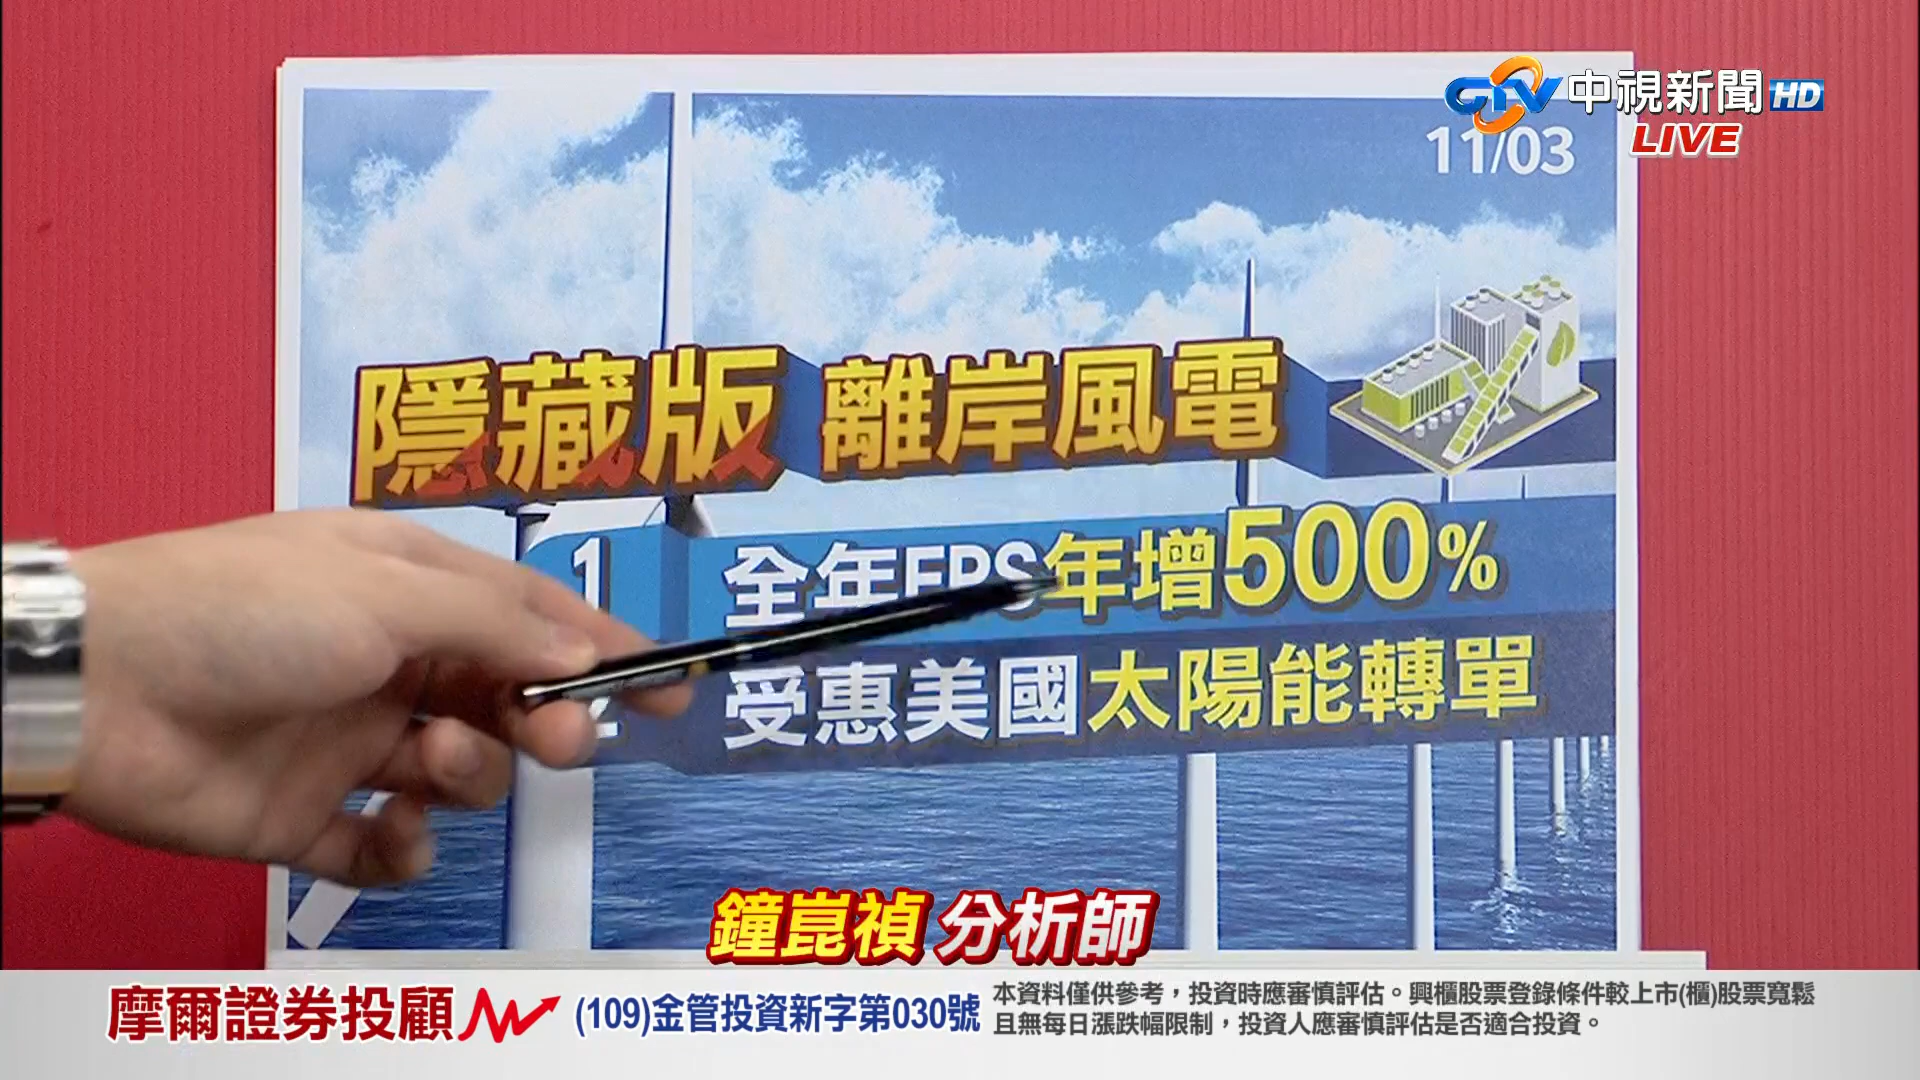 CTV 中視新聞 HD
LIVE
11/03
隱藏版 離岸風電
1 全年EPS年增500%
2 受惠美國太陽能轉單
鐘崑禎 分析師
摩爾證券投顧 (109)金管投資新字第030號
本資料僅供參考，投資時應審慎評估。興櫃股票登錄條件較上市(櫃)股票寬鬆
且無每日漲跌幅限制，投資人應審慎評估是否適合投資。